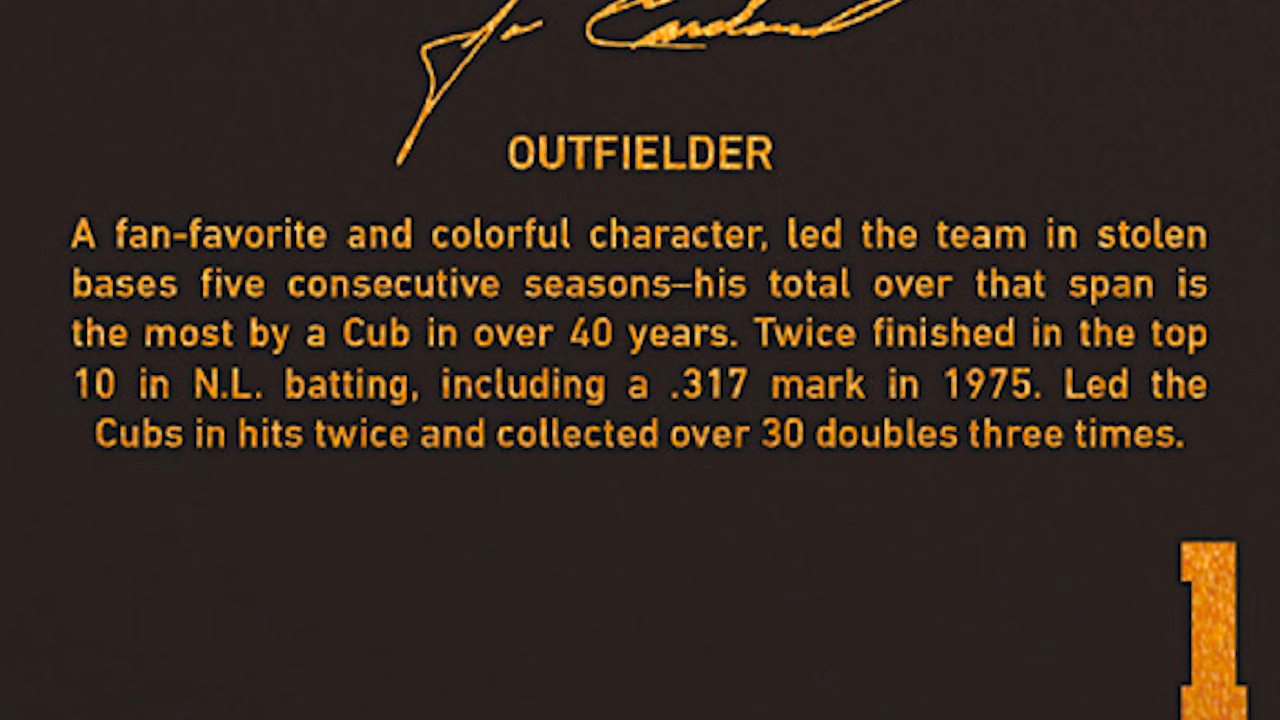 OUTFIELDER
A fan-favorite and colorful character, led the team in stolen
bases five consecutive seasons–his total over that span is
the most by a Cub in over 40 years. Twice finished in the top
10 in N.L. batting, including a .317 mark in 1975. Led the
Cubs in hits twice and collected over 30 doubles three times.
1